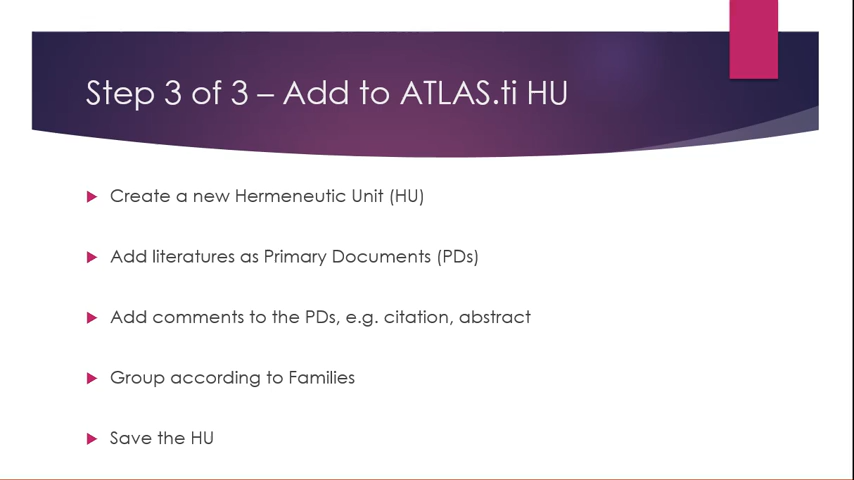 Step 3 of 3 – Add to ATLAS.ti HU
Create a new Hermeneutic Unit (HU)
Add literatures as Primary Documents (PDs)
Add comments to the PDs, e.g. citation, abstract
Group according to Families
Save the HU